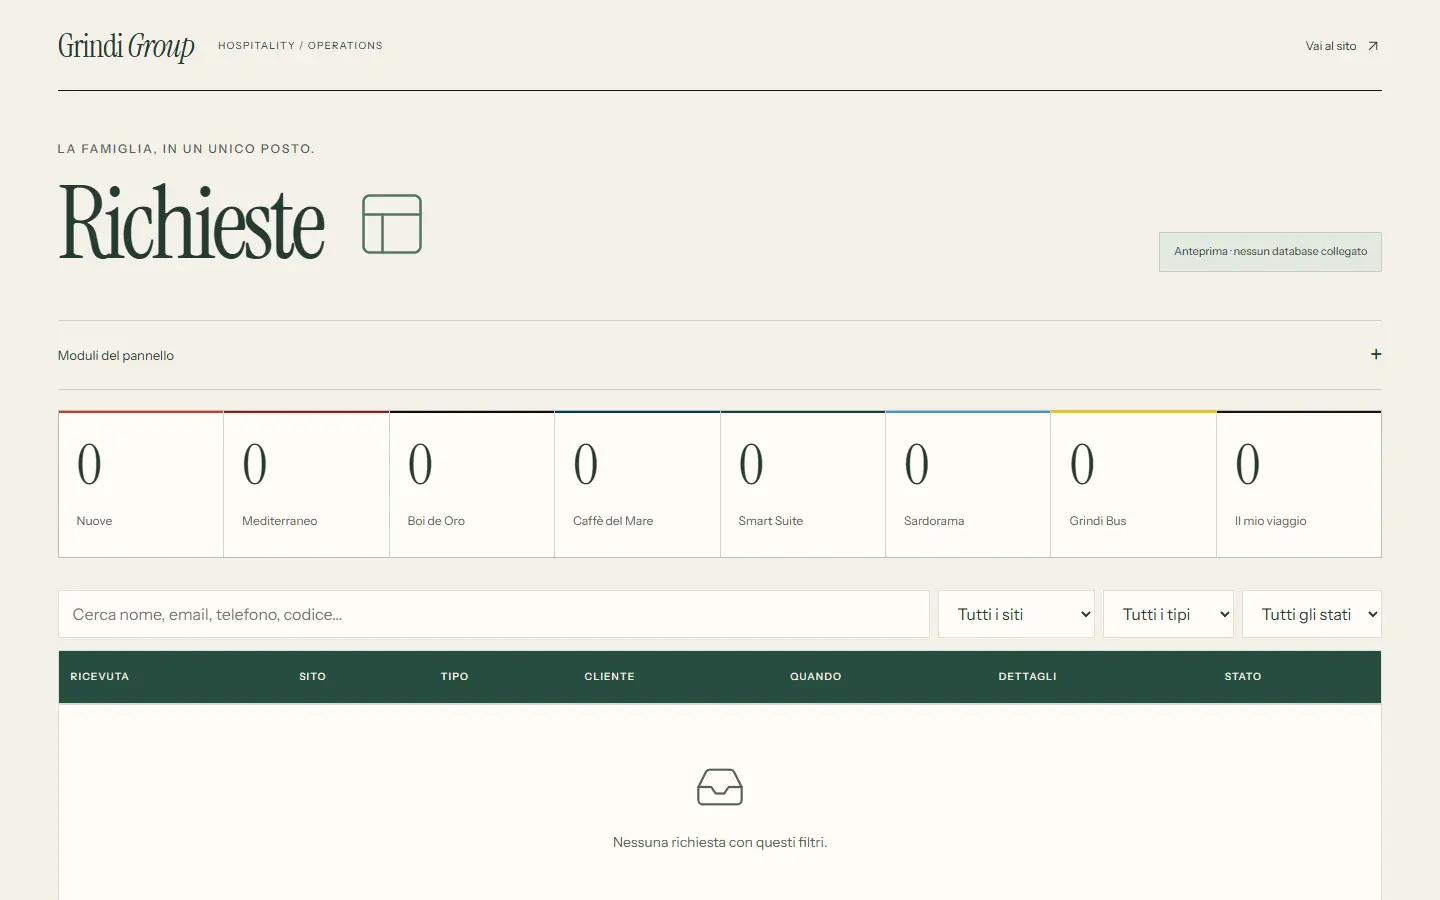 Grindi Group
HOSPITALITY / OPERATIONS
Vai al sito
LA FAMIGLIA, IN UN UNICO POSTO.
Richieste
Anteprima · nessun database collegato
Moduli del pannello
+
0
Nuove
0
Mediterraneo
0
Boi de Oro
0
Caffè del Mare
0
Smart Suite
0
Sardorama
0
Grindi Bus
0
Il mio viaggio
Cerca nome, email, telefono, codice...
Tutti i siti
Tutti i tipi
Tutti gli stati
RICEVUTA SITO TIPO CLIENTE QUANDO DETTAGLI STATO
Nessuna richiesta con questi filtri.